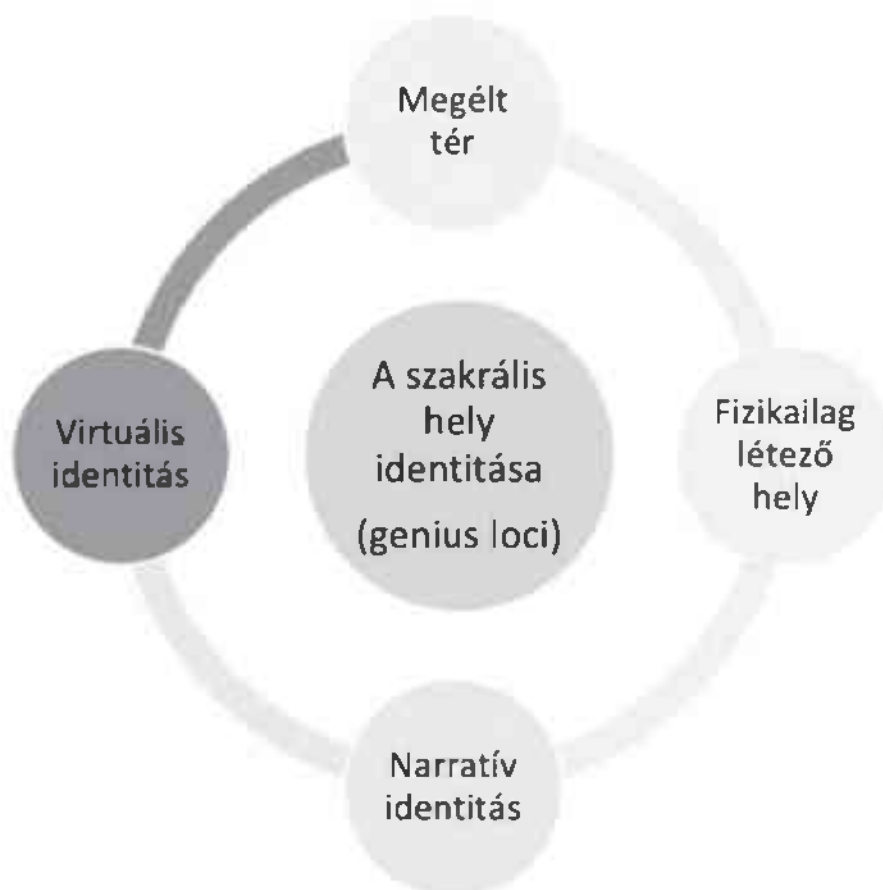 Megélt
tér
A szakrális
hely
identitása
(genius loci)
Virtuális
identitás
Fizikailag
létező
hely
Narratív
identitás